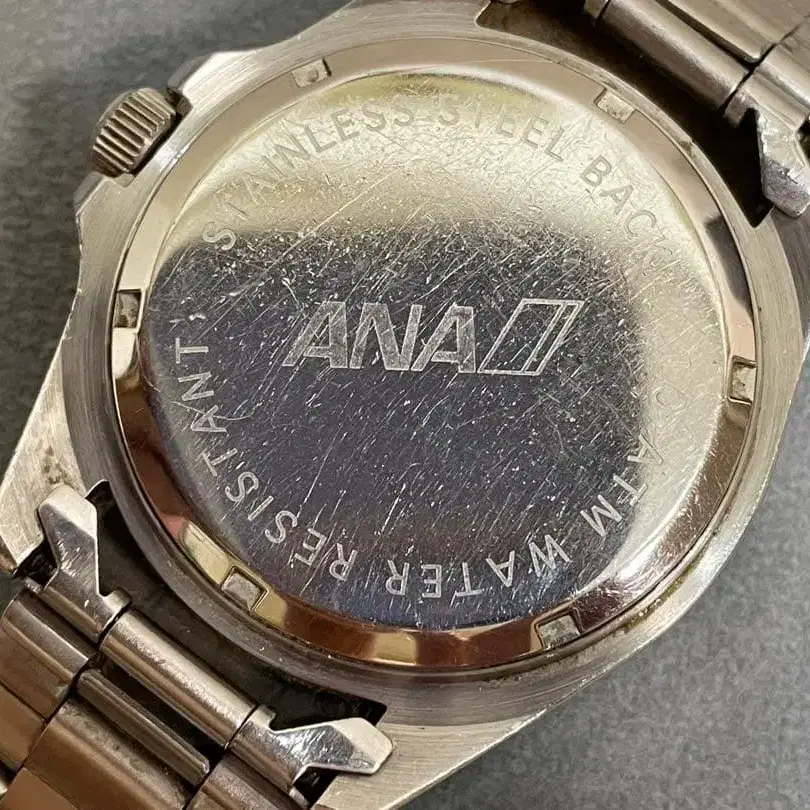 STAINLESS STEEL BACK
ATM WATER RESISTANT
ANA